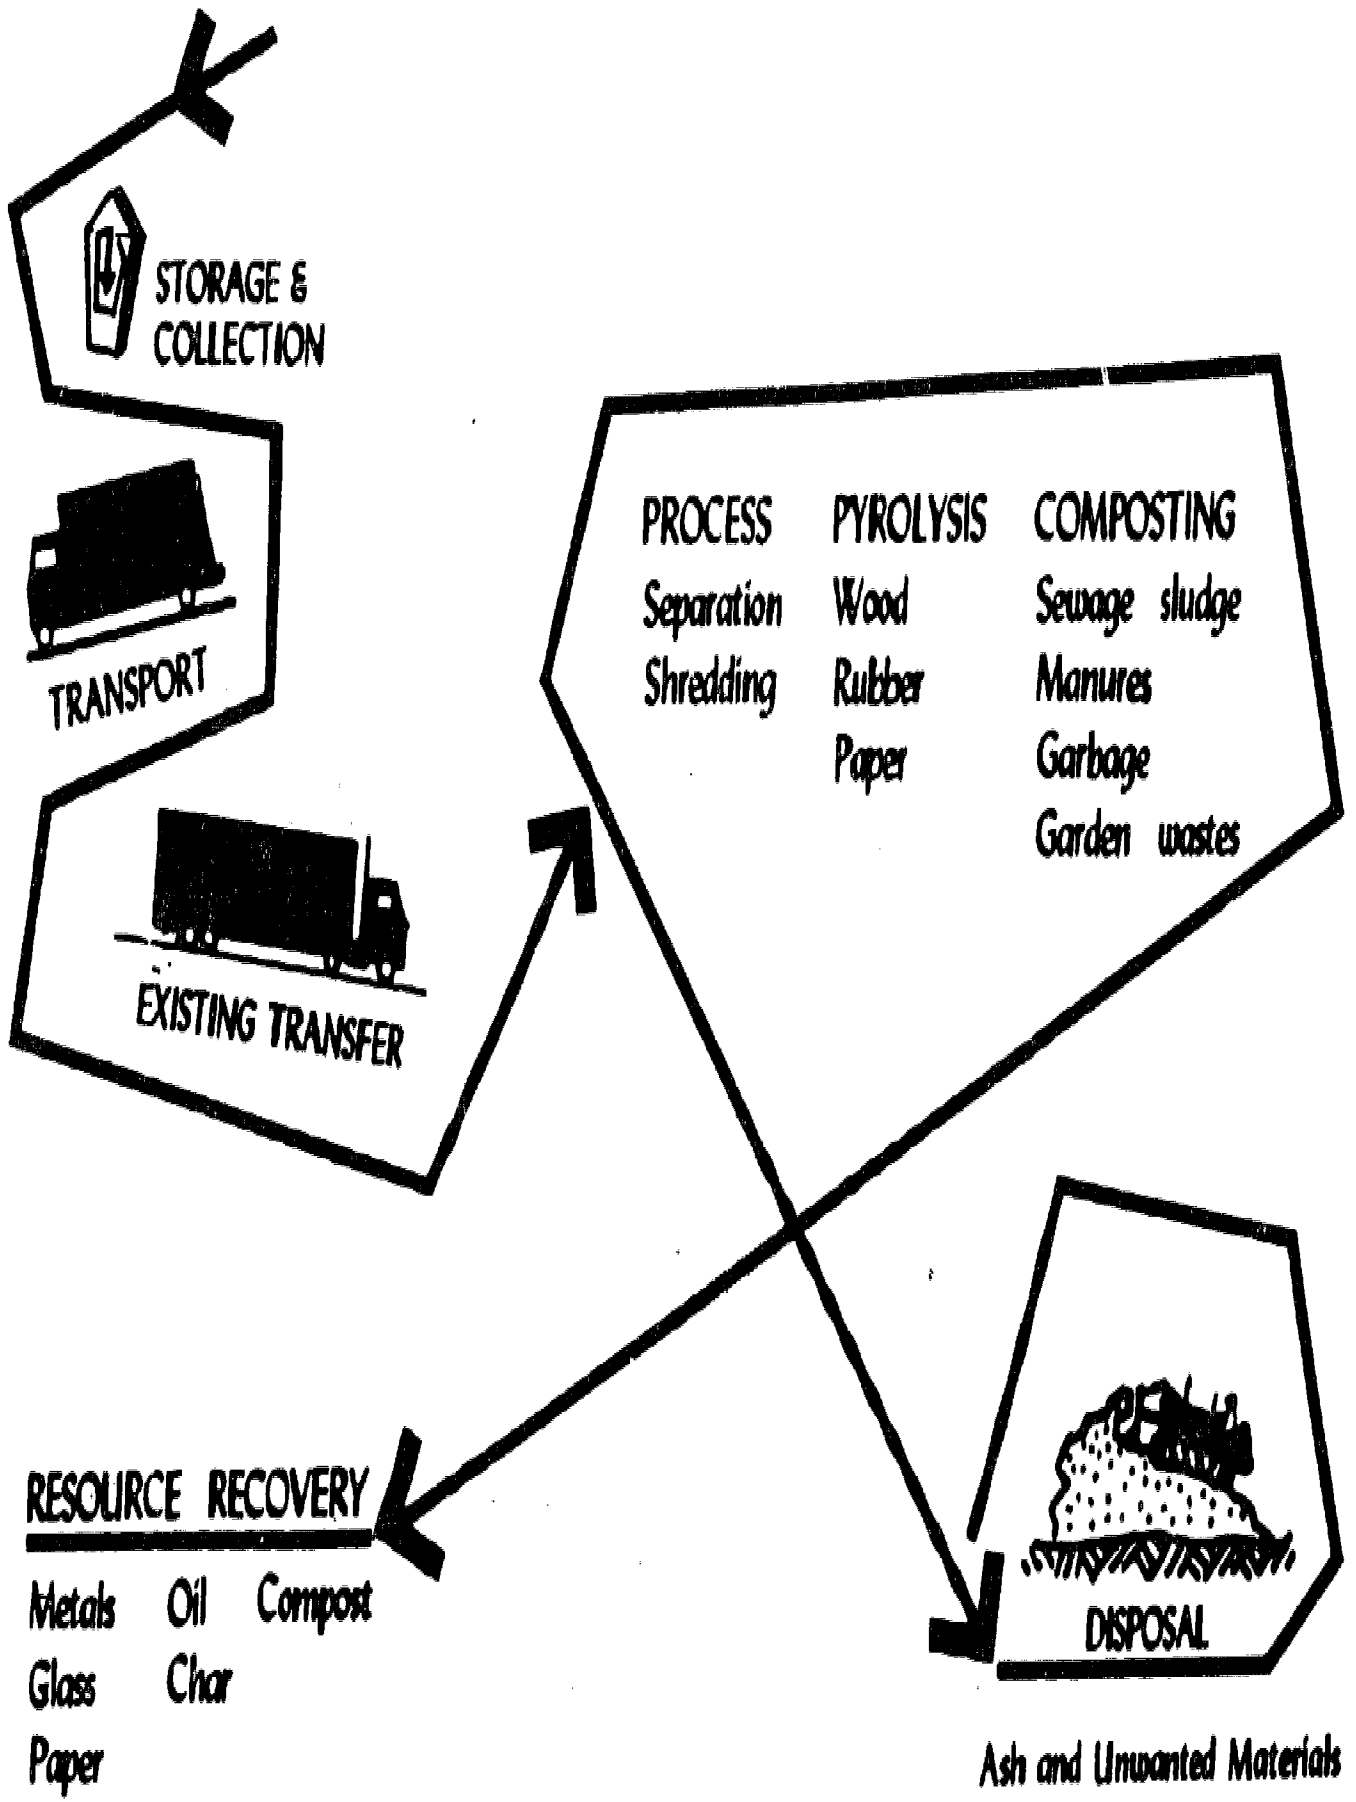 STORAGE &
COLLECTION
TRANSPORT
EXISTING TRANSFER
PROCESS PYROLYSIS COMPOSTING
Separation Wood Sewage sludge
Shredding Rubber Manures
Paper Garbage
Garden wastes
RESOURCE RECOVERY
Metals Oil Compost
Glass Char
Paper
DISPOSAL
Ash and Unwanted Materials